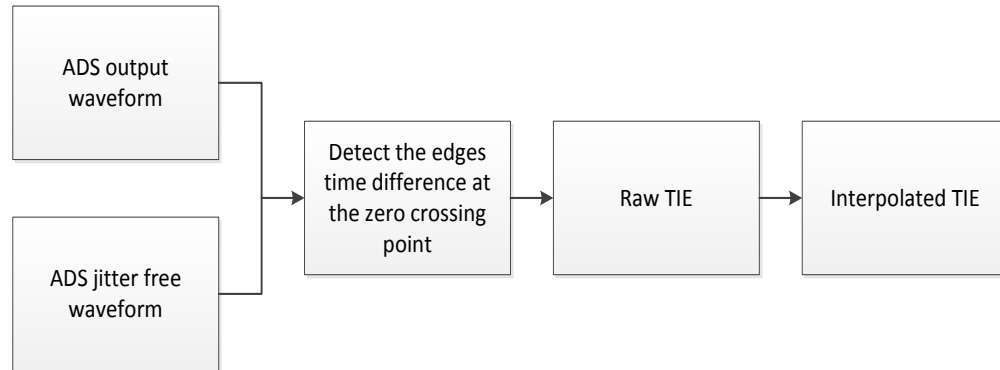 ADS output
waveform
ADS jitter free
waveform
Detect the edges
time difference at
the zero crossing
point
Raw TIE
Interpolated TIE